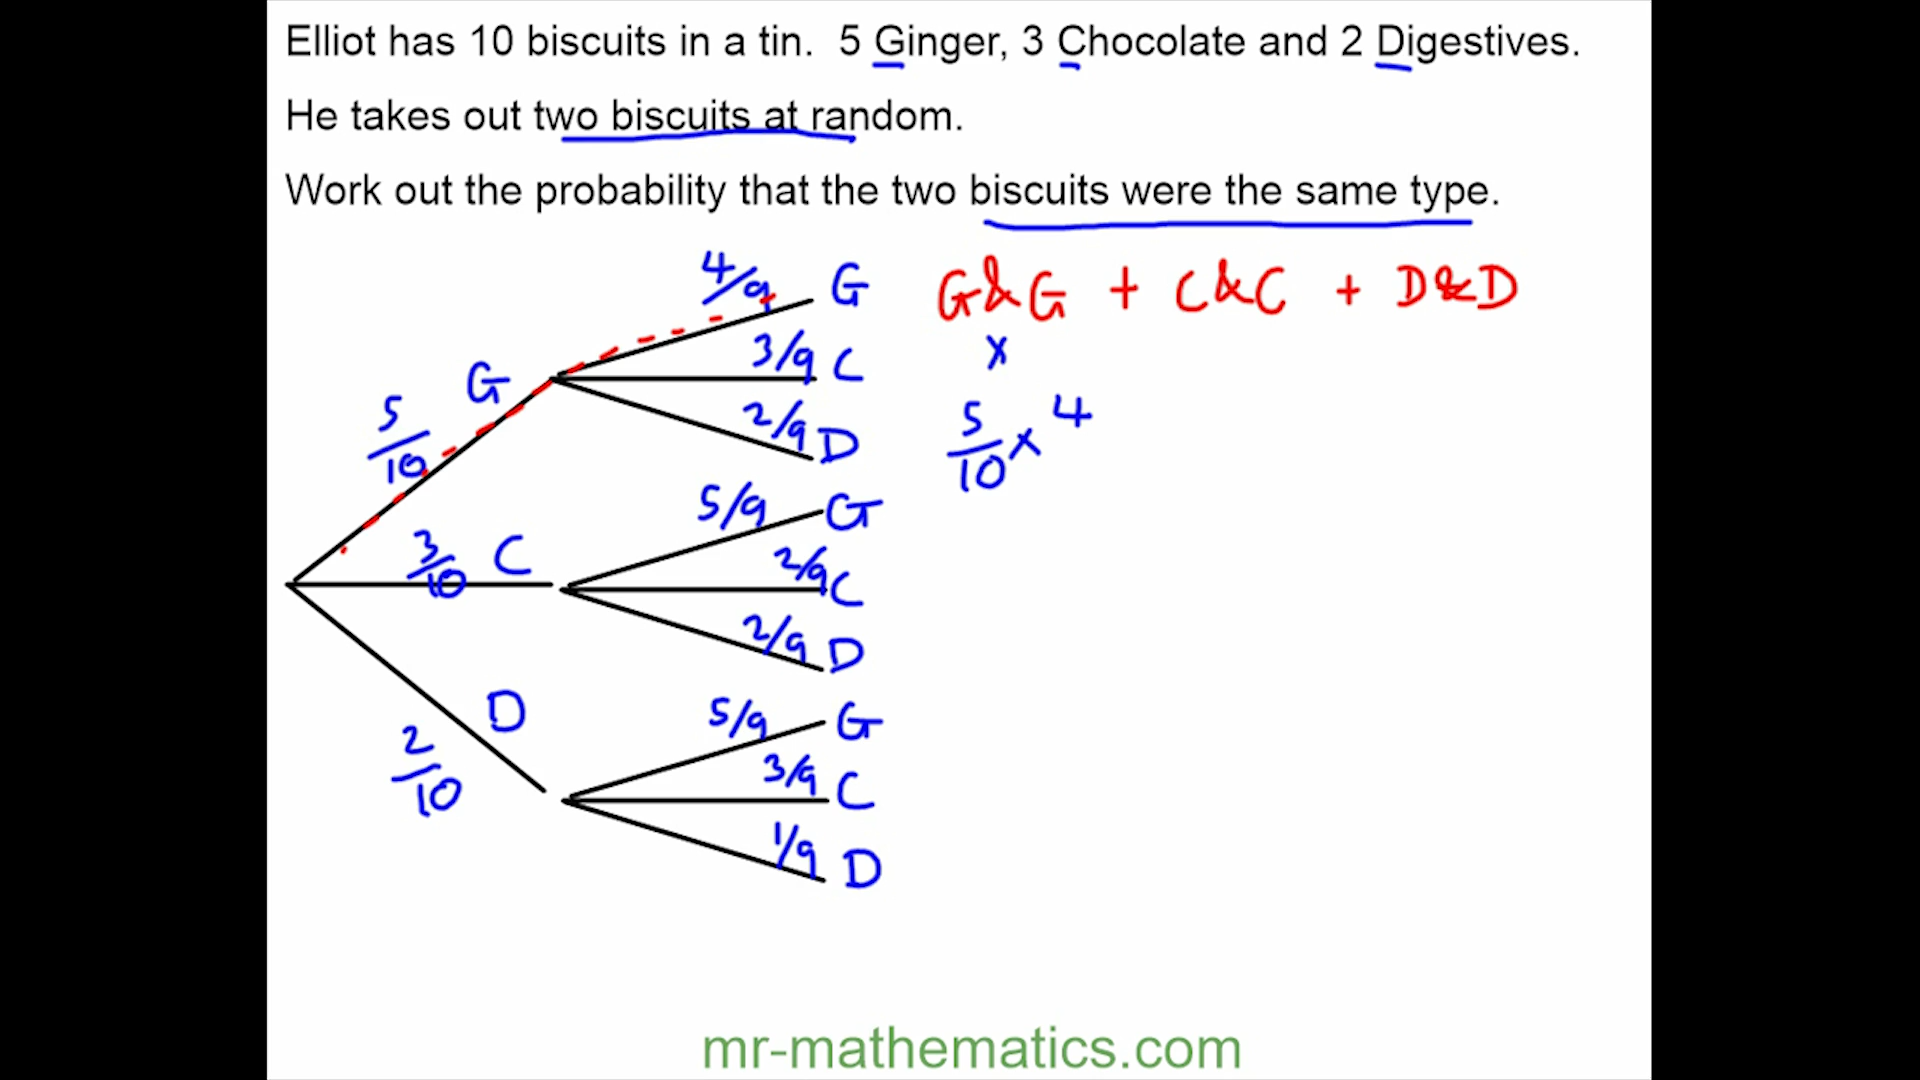 Elliot has 10 biscuits in a tin. 5 Ginger, 3 Chocolate and 2 Digestives.
He takes out two biscuits at random.
Work out the probability that the two biscuits were the same type.
4/9 G
G&G + C&C + D&D
x
3/9 C
G
5/10
2/9 D
5/10 x 4
5/9 G
3/10 C
2/9 C
2/9 D
D
2/10
5/9 G
3/9 C
1/9 D
mr-mathematics.com